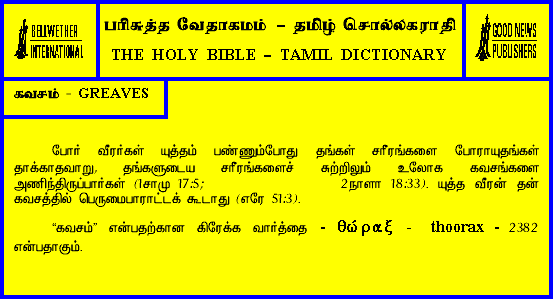 BELLWETHER
INTERNATIONAL
பரிசுத்த வேதாகமம் – தமிழ் சொல்லகராதி
THE HOLY BIBLE – TAMIL DICTIONARY
GOOD NEWS
PUBLISHERS
கவசம் - GREAVES
போர் வீரர்கள் யுத்தம் பண்ணும்போது தங்கள் சரீரங்களை போராயுதங்கள்
தாக்காதவாறு, தங்களுடைய சரீரங்களைச் சுற்றிலும் உலோக கவசங்களை
அணிந்திருப்பார்கள் (1சாமு 17:5; 2நாளா 18:33). யுத்த வீரன் தன்
கவசத்தில் பெருமைபாராட்டக் கூடாது (எரே 51:3).
“கவசம்” என்பதற்கான கிரேக்க வார்த்தை - θώραξ - thoorax - 2382
என்பதாகும்.